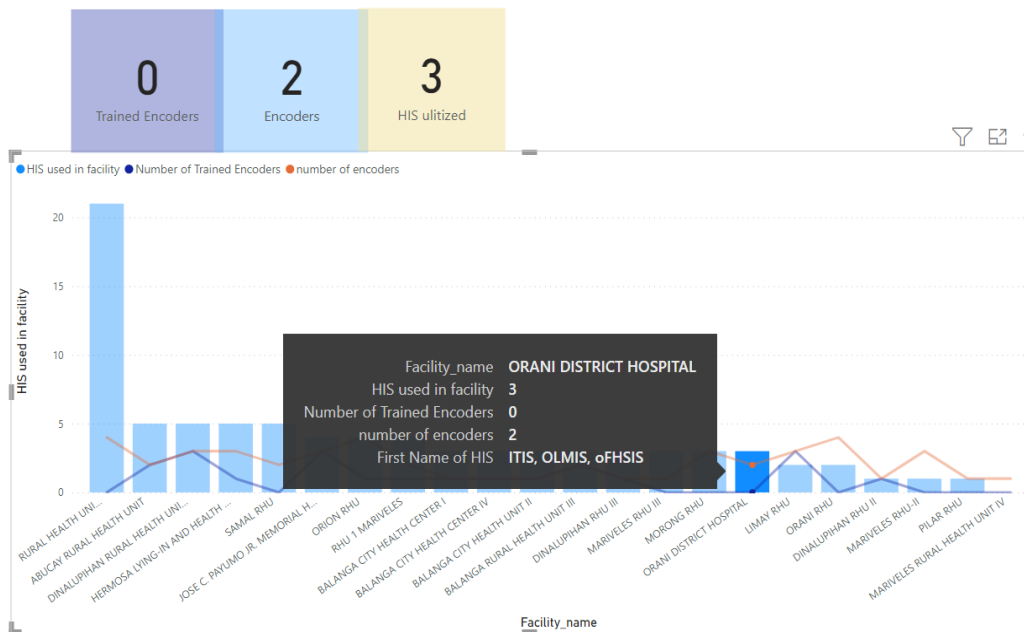 0
Trained Encoders
2
Encoders
3
HIS ulitized
HIS used in facility
Number of Trained Encoders
number of encoders
HIS used in facility
20
15
10
5
0
Facility_name ORANI DISTRICT HOSPITAL
HIS used in facility 3
Number of Trained Encoders 0
number of encoders 2
First Name of HIS ITIS, OLMIS, oFHSIS
RURAL HEALTH UNI...
ABUCAY RURAL HEALTH UNIT
DINALUPIHAN RURAL HEALTH UNI...
HERMOSA LYING-IN AND HEALTH ...
SAMAL RHU
JOSE C. PAYUMO JR. MEMORIAL H...
ORION RHU
RHU 1 MARIVELES
BALANGA CITY HEALTH CENTER I
BALANGA CITY HEALTH CENTER IV
BALANGA CITY HEALTH UNIT II
BALANGA RURAL HEALTH UNIT III
DINALUPIHAN RHU III
MARIVELES RHU III
MORONG RHU
ORANI DISTRICT HOSPITAL
LIMAY RHU
ORANI RHU
DINALUPIHAN RHU II
MARIVELES RHU-II
PILAR RHU
MARIVELES RURAL HEALTH UNIT IV
Facility_name